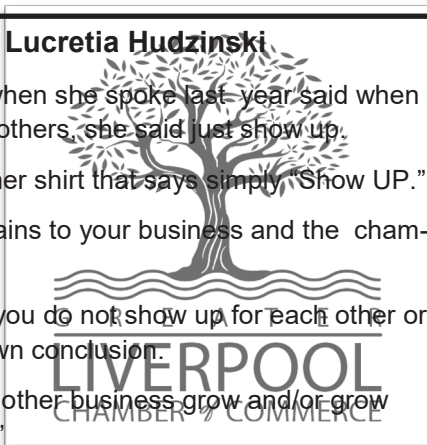 Lucretia Hudzinski
when she spoke last year said when
others, she said just show up.
her shirt that says simply “Show UP.”
ains to your business and the cham-
you do not show up for each other or
wn conclusion.
other business grow and/or grow
”
GREATER
LIVERPOOL
CHAMBER of COMMERCE